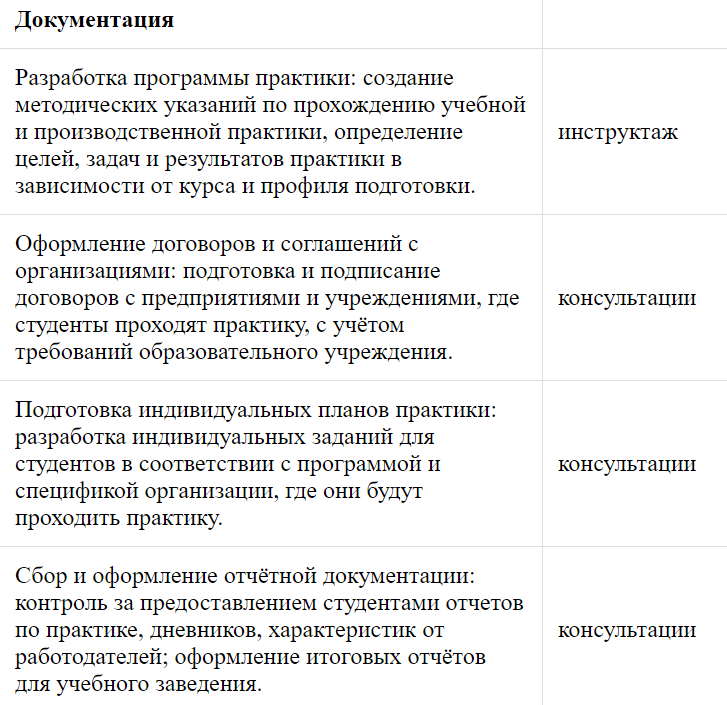 Документация
Разработка программы практики: создание
методических указаний по прохождению учебной
и производственной практики, определение
целей, задач и результатов практики в
зависимости от курса и профиля подготовки.
инструктаж
Оформление договоров и соглашений с
организациями: подготовка и подписание
договоров с предприятиями и учреждениями, где
студенты проходят практику, с учётом
требований образовательного учреждения.
консультации
Подготовка индивидуальных планов практики:
разработка индивидуальных заданий для
студентов в соответствии с программой и
спецификой организации, где они будут
проходить практику.
консультации
Сбор и оформление отчётной документации:
контроль за предоставлением студентами отчетов
по практике, дневников, характеристик от
работодателей; оформление итоговых отчётов
для учебного заведения.
консультации